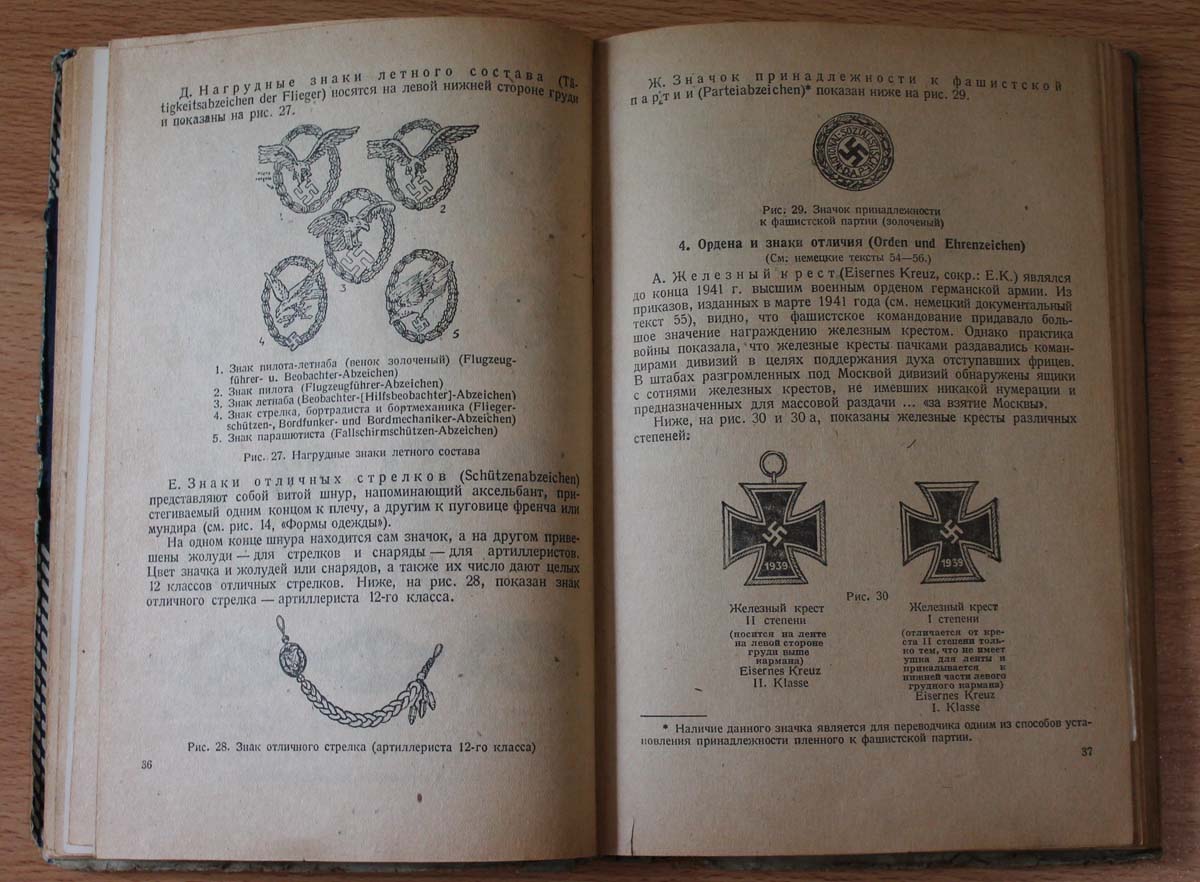 Д. Нагрудные знаки летного состава (Tä-
tigkeitsabzeichen der Flieger) носятся на левой нижней стороне груди
и показаны на рис. 27.
1
2
3
4
5
1. Знак пилота-летнаба (венок золоченый) (Flugzeug-
führer- u. Beobachter-Abzeichen)
2. Знак пилота (Flugzeugführer-Abzeichen)
3. Знак летнаба (Beobachter-[Hilfsbeobachter]-Abzeichen)
4. Знак стрелка, бортрадиста и бортмеханика (Flieger-
schützen-, Bordfunker- und Bordmechaniker-Abzeichen)
5. Знак парашютиста (Fallschirmschützen-Abzeichen)
Рис. 27. Нагрудные знаки летного состава
Е. Знаки отличных стрелков (Schützenabzeichen)
представляют собой витой шнур, напоминающий аксельбант, при-
стегиваемый одним концом к плечу, а другим к пуговице френча или
мундира (см. рис. 14, «Формы одежды»).
На одном конце шнура находится сам значок, а на другом приве-
шены жолуди — для стрелков и снаряды — для артиллеристов.
Цвет значка и жолудей или снарядов, а также их число дают целых
12 классов отличных стрелков. Ниже, на рис. 28, показан знак
отличного стрелка — артиллериста 12-го класса.
Рис. 28. Знак отличного стрелка (артиллериста 12-го класса)
36
Ж. Значок принадлежности к фашистской
партии (Parteiabzeichen)* показан ниже на рис. 29.
NATIONAL-SOZIALISTISCHE
D.A.P.
Рис. 29. Значок принадлежности
к фашистской партии (золоченый)
4. Ордена и знаки отличия (Orden und Ehrenzeichen)
(См. немецкие тексты 54—56.)
А. Железный крест (Eisernes Kreuz, сокр.: E.K.) являлся
до конца 1941 г. высшим военным орденом германской армии. Из
приказов, изданных в марте 1941 года (см. немецкий документальный
текст 55), видно, что фашистское командование придавало боль-
шое значение награждению железным крестом. Однако практика
войны показала, что железные кресты пачками раздавались коман-
дирами дивизий в целях поддержания духа отступавших фрицев.
В штабах разгромленных под Москвой дивизий обнаружены ящики
с сотнями железных крестов, не имевших никакой нумерации и
предназначенных для массовой раздачи ... «за взятие Москвы».
Ниже, на рис. 30 и 30 а, показаны железные кресты различных
степеней:
1939
1939
Рис. 30
Железный крест
II степени
(носится на ленте
на левой стороне
груди выше
кармана)
Eisernes Kreuz
II. Klasse
Железный крест
I степени
(отличается от кре-
ста II степени толь-
ко тем, что не имеет
ушка для ленты и
прикалывается к
нижней части левого
грудного кармана)
Eisernes Kreuz
I. Klasse
* Наличие данного значка является для переводчика одним из способов уста-
новления принадлежности пленного к фашистской партии.
37